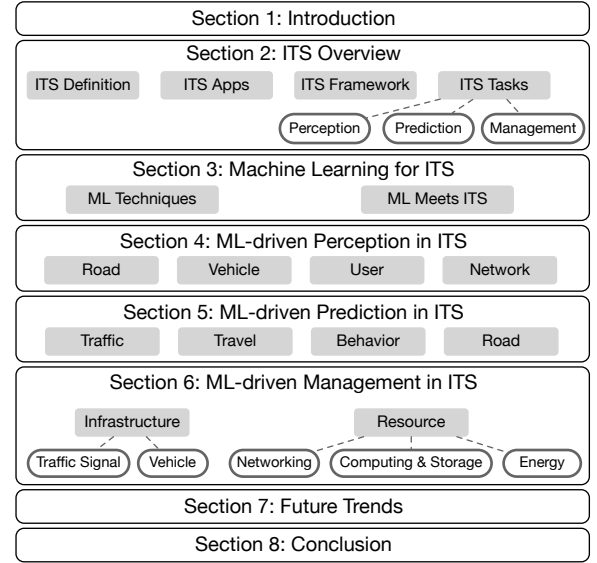 Section 1: Introduction
Section 2: ITS Overview
ITS Definition ITS Apps ITS Framework ITS Tasks
Perception Prediction Management
Section 3: Machine Learning for ITS
ML Techniques ML Meets ITS
Section 4: ML-driven Perception in ITS
Road Vehicle User Network
Section 5: ML-driven Prediction in ITS
Traffic Travel Behavior Road
Section 6: ML-driven Management in ITS
Infrastructure Resource
Traffic Signal Vehicle Networking Computing & Storage Energy
Section 7: Future Trends
Section 8: Conclusion